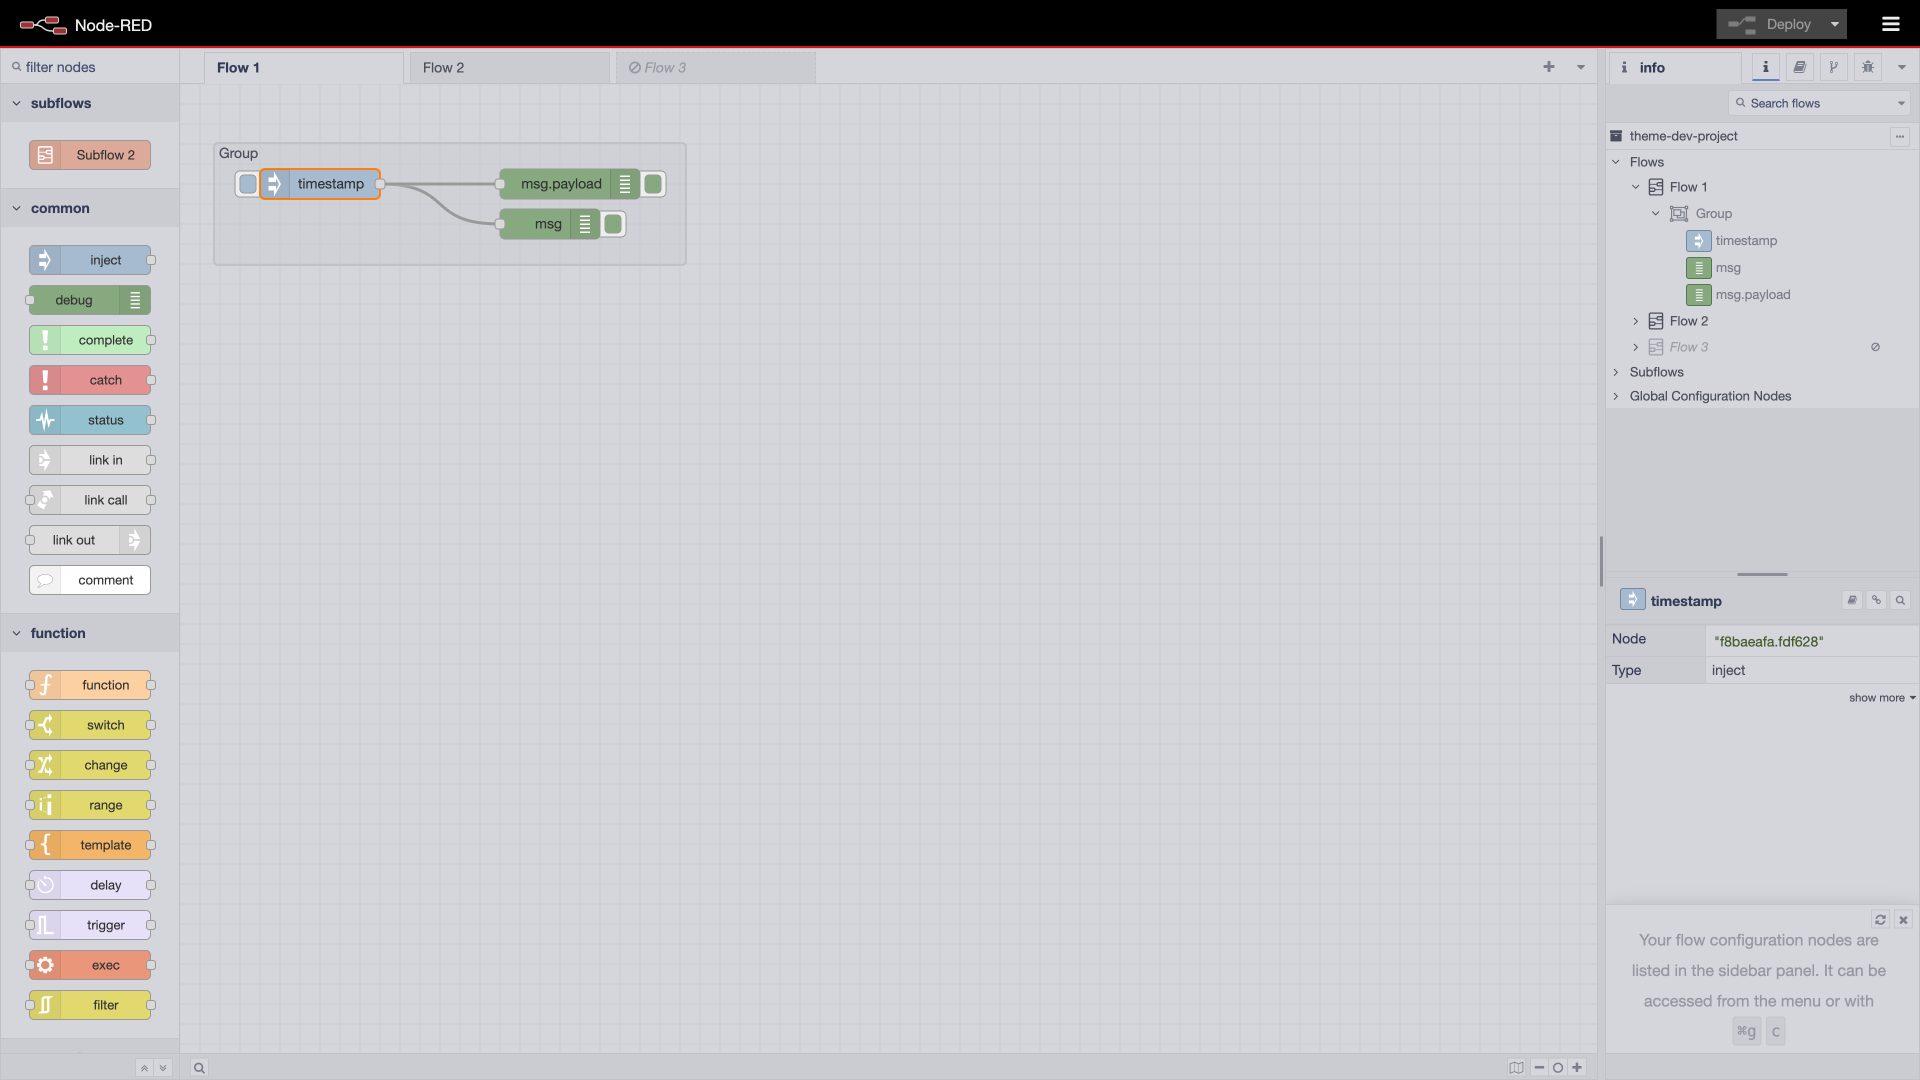 Node-RED
Deploy
filter nodes
Flow 1
Flow 2
Flow 3
info
Search flows
subflows
Subflow 2
common
inject
debug
complete
catch
status
link in
link call
link out
comment
function
function
switch
change
range
template
delay
trigger
exec
filter
Group
timestamp
msg.payload
msg
theme-dev-project
Flows
Flow 1
Group
timestamp
msg
msg.payload
Flow 2
Flow 3
Subflows
Global Configuration Nodes
timestamp
Node "f8baeafa.fdf628"
Type inject
show more
Your flow configuration nodes are
listed in the sidebar panel. It can be
accessed from the menu or with
⌘g c